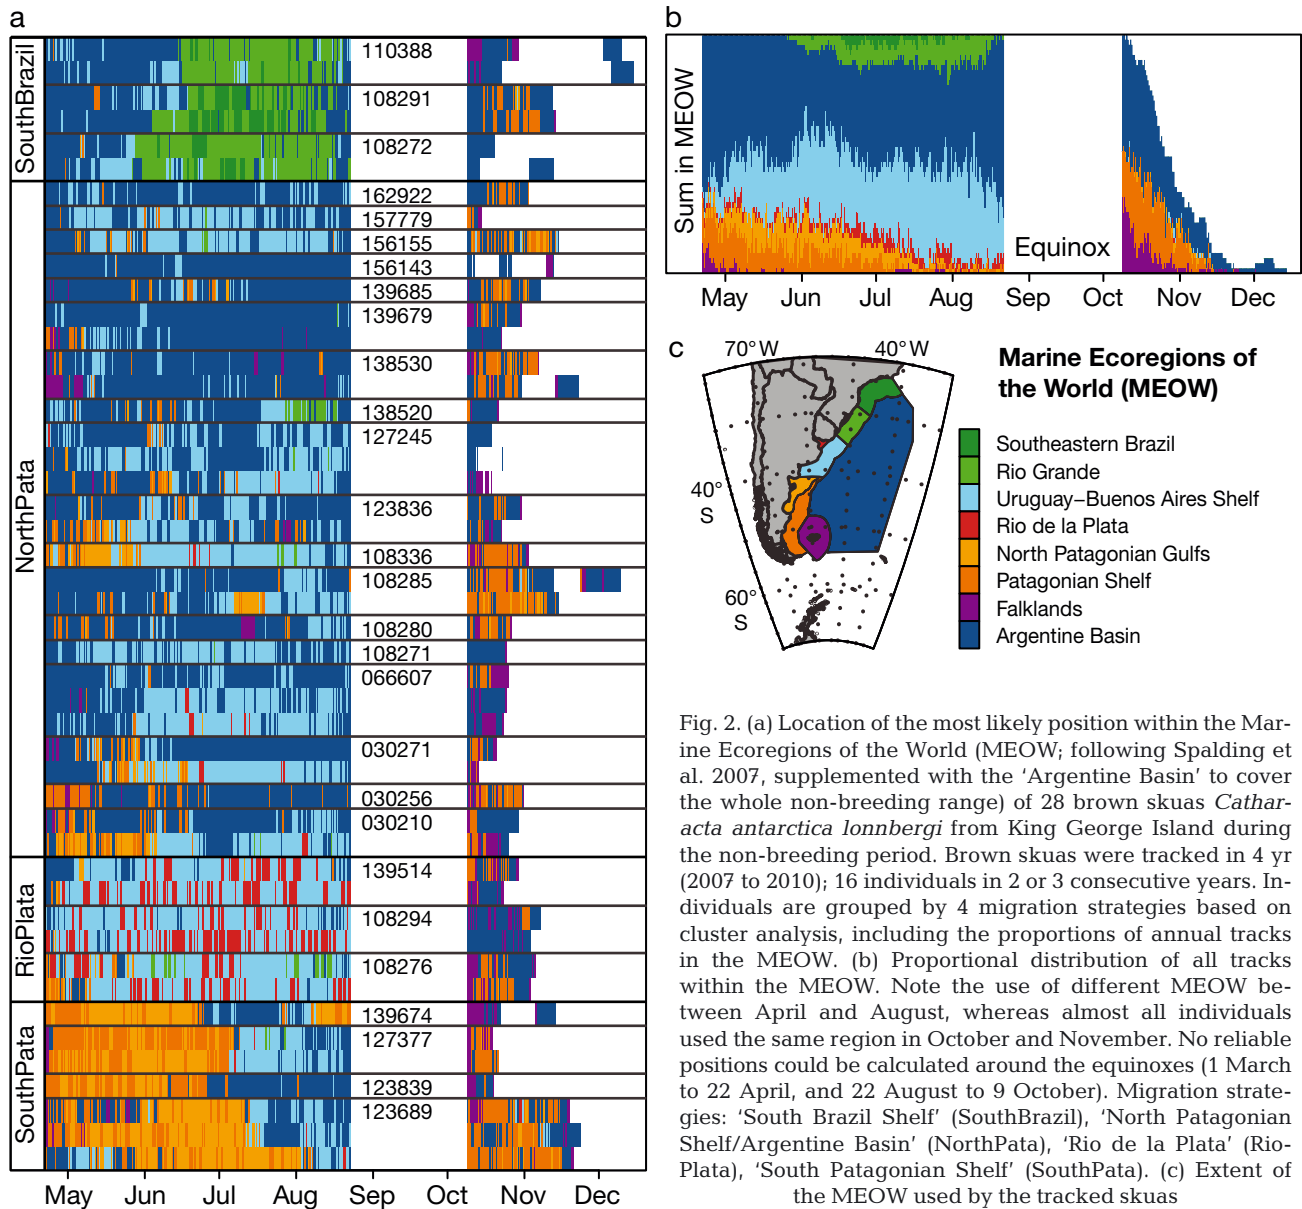 a
SouthBrazil
110388
108291
108272
NorthPata
162922
157779
156155
156143
139685
139679
138530
138520
127245
123836
108336
108285
108280
108271
066607
030271
030256
030210
RioPlata
139514
108294
108276
SouthPata
139674
127377
123839
123689
May Jun Jul Aug Sep Oct Nov Dec
b
Sum in MEOW
Equinox
May Jun Jul Aug Sep Oct Nov Dec
c
70°W 40°W
40°
S
60°
S
Marine Ecoregions of
the World (MEOW)
Southeastern Brazil
Rio Grande
Uruguay–Buenos Aires Shelf
Rio de la Plata
North Patagonian Gulfs
Patagonian Shelf
Falklands
Argentine Basin
Fig. 2. (a) Location of the most likely position within the Mar-
ine Ecoregions of the World (MEOW; following Spalding et
al. 2007, supplemented with the ‘Argentine Basin’ to cover
the whole non-breeding range) of 28 brown skuas Cathar-
acta antarctica lonnbergi from King George Island during
the non-breeding period. Brown skuas were tracked in 4 yr
(2007 to 2010); 16 individuals in 2 or 3 consecutive years. In-
dividuals are grouped by 4 migration strategies based on
cluster analysis, including the proportions of annual tracks
in the MEOW. (b) Proportional distribution of all tracks
within the MEOW. Note the use of different MEOW be-
tween April and August, whereas almost all individuals
used the same region in October and November. No reliable
positions could be calculated around the equinoxes (1 March
to 22 April, and 22 August to 9 October). Migration strate-
gies: ‘South Brazil Shelf’ (SouthBrazil), ‘North Patagonian
Shelf/Argentine Basin’ (NorthPata), ‘Rio de la Plata’ (Rio-
Plata), ‘South Patagonian Shelf’ (SouthPata). (c) Extent of
the MEOW used by the tracked skuas